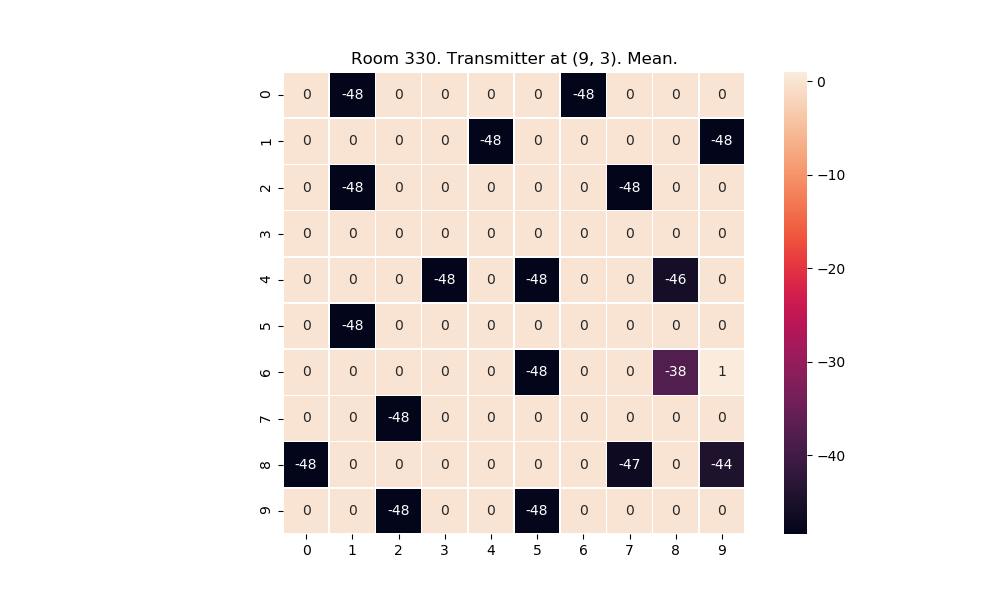 Room 330. Transmitter at (9, 3). Mean.
0 0 -48 0 0 0 0 -48 0 0 0
1 0 0 0 0 -48 0 0 0 0 -48
2 0 -48 0 0 0 0 0 -48 0 0
3 0 0 0 0 0 0 0 0 0 0
4 0 0 0 -48 0 -48 0 0 -46 0
5 0 -48 0 0 0 0 0 0 0 0
6 0 0 0 0 0 -48 0 0 -38 1
7 0 0 -48 0 0 0 0 0 0 0
8 -48 0 0 0 0 0 0 -47 0 -44
9 0 0 -48 0 0 -48 0 0 0 0
0 1 2 3 4 5 6 7 8 9
0
−10
−20
−30
−40